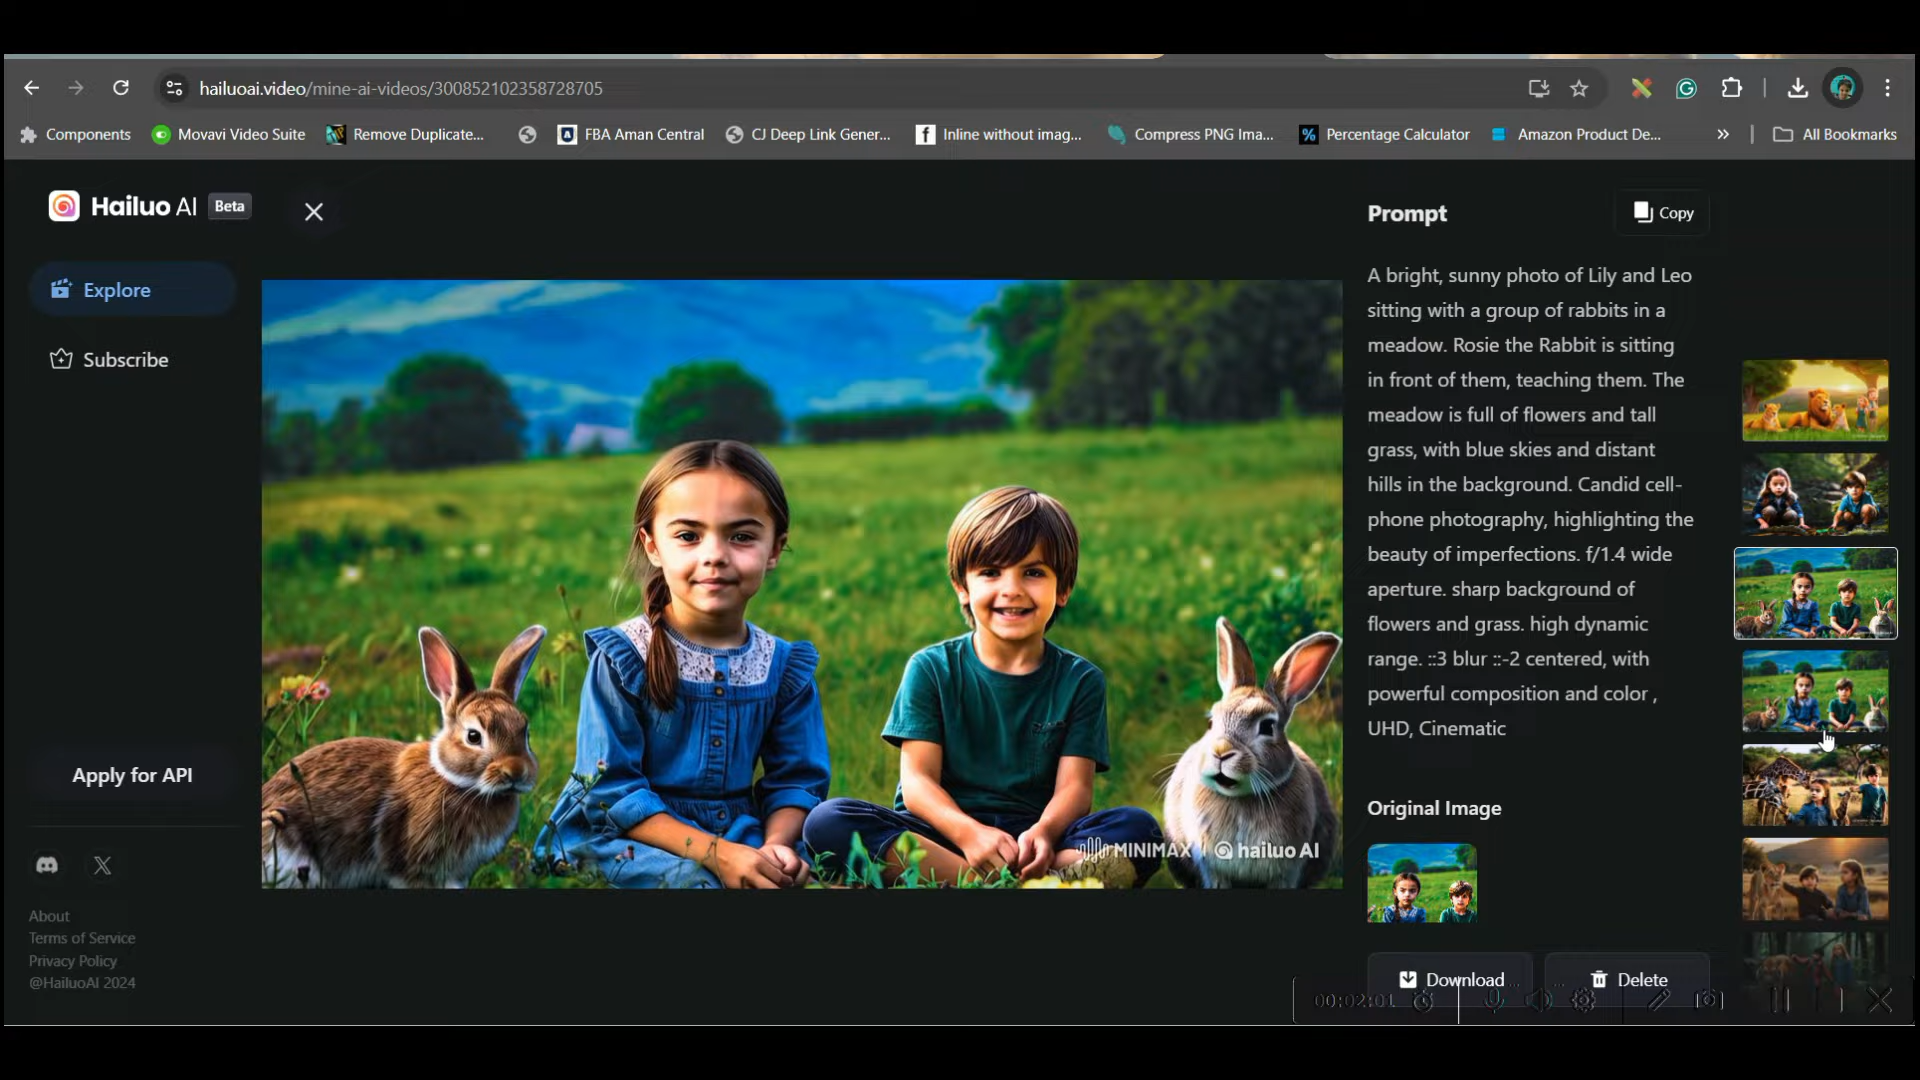 hailuoai.video/mine-ai-videos/300852102358728705
Components
Movavi Video Suite
Remove Duplicate...
FBA Aman Central
CJ Deep Link Gener...
Inline without imag...
Compress PNG Ima...
Percentage Calculator
Amazon Product De...
All Bookmarks
Hailuo AI Beta
Explore
Subscribe
Apply for API
About
Terms of Service
Privacy Policy
@HailuoAI 2024
MINIMAX | hailuo AI
Prompt
Copy
A bright, sunny photo of Lily and Leo
sitting with a group of rabbits in a
meadow. Rosie the Rabbit is sitting
in front of them, teaching them. The
meadow is full of flowers and tall
grass, with blue skies and distant
hills in the background. Candid cell-
phone photography, highlighting the
beauty of imperfections. f/1.4 wide
aperture. sharp background of
flowers and grass. high dynamic
range. ::3 blur ::-2 centered, with
powerful composition and color ,
UHD, Cinematic
Original Image
Download
Delete
00:02:01